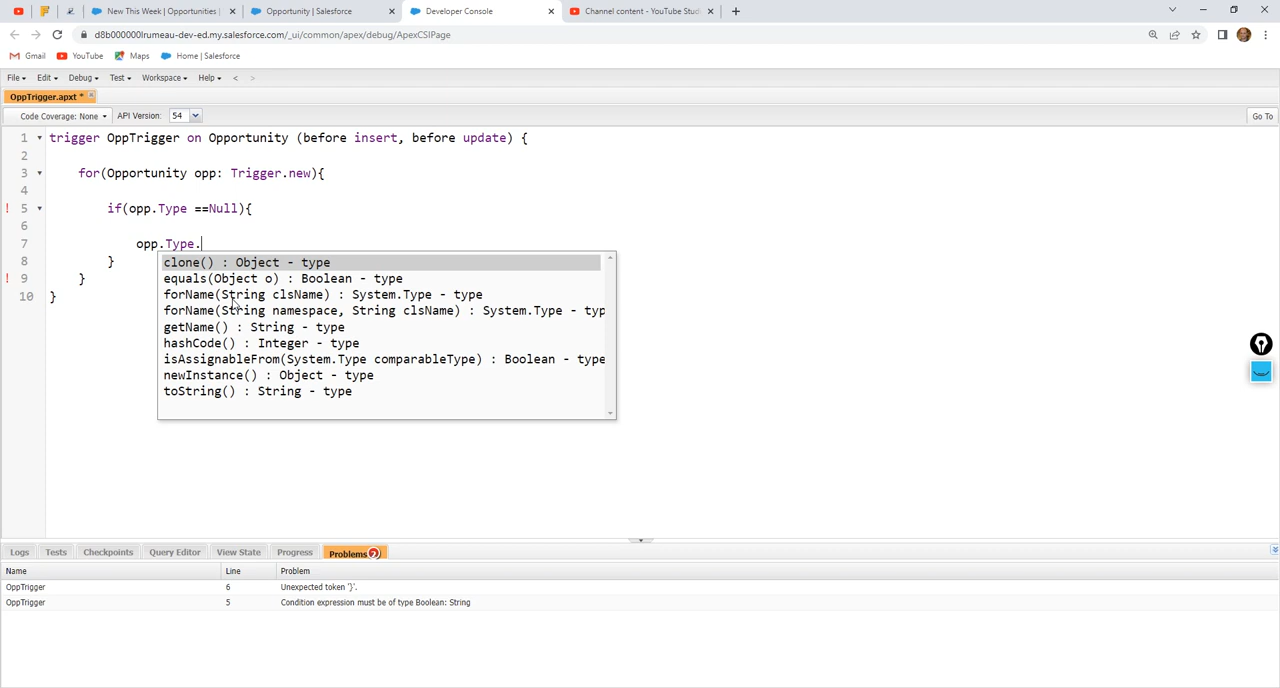 New This Week | Opportunities |
Opportunity | Salesforce
Developer Console
Channel content - YouTube Stud
d8b000000lrumeau-dev-ed.my.salesforce.com/_ui/common/apex/debug/ApexCSIPage
Gmail YouTube Maps Home | Salesforce
File Edit Debug Test Workspace Help < >
OppTrigger.apxt *
Code Coverage: None API Version: 54 Go To
1 trigger OppTrigger on Opportunity (before insert, before update) {
2
3 for(Opportunity opp: Trigger.new){
4
! 5 if(opp.Type ==Null){
6
7 opp.Type.
8 }
! 9 }
10 }
clone() : Object - type
equals(Object o) : Boolean - type
forName(String clsName) : System.Type - type
forName(String namespace, String clsName) : System.Type - typ
getName() : String - type
hashCode() : Integer - type
isAssignableFrom(System.Type comparableType) : Boolean - type
newInstance() : Object - type
toString() : String - type
Logs Tests Checkpoints Query Editor View State Progress Problems 2
Name Line Problem
OppTrigger 6 Unexpected token '}'.
OppTrigger 5 Condition expression must be of type Boolean: String